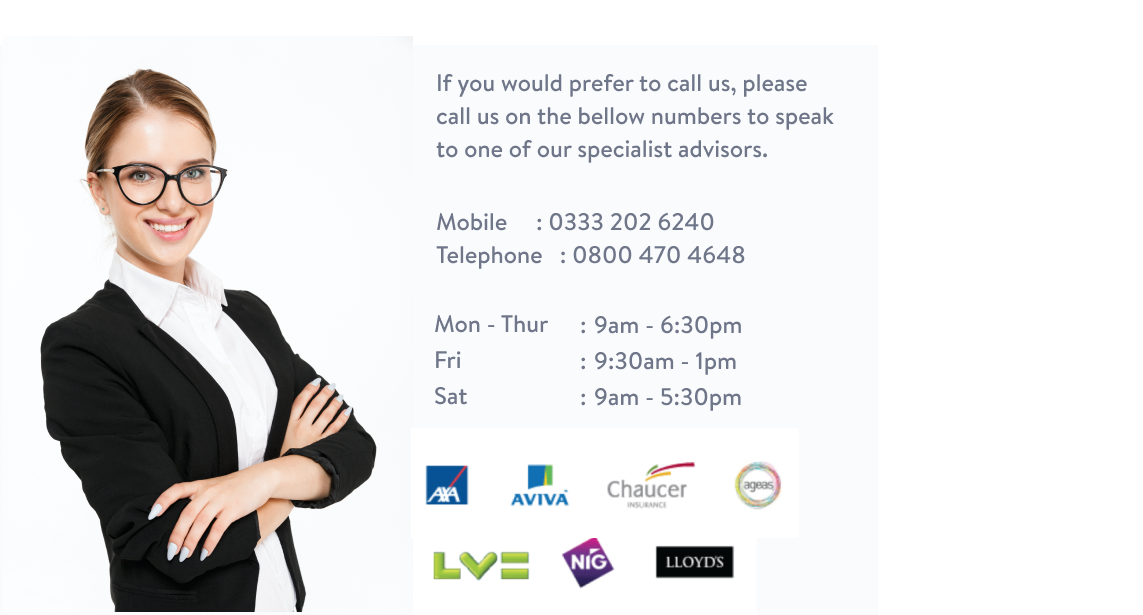 If you would prefer to call us, please
call us on the bellow numbers to speak
to one of our specialist advisors.
Mobile : 0333 202 6240
Telephone : 0800 470 4648
Mon - Thur : 9am - 6:30pm
Fri : 9:30am - 1pm
Sat : 9am - 5:30pm
AXA AVIVA Chaucer INSURANCE ageas
LV= NIG LLOYD'S